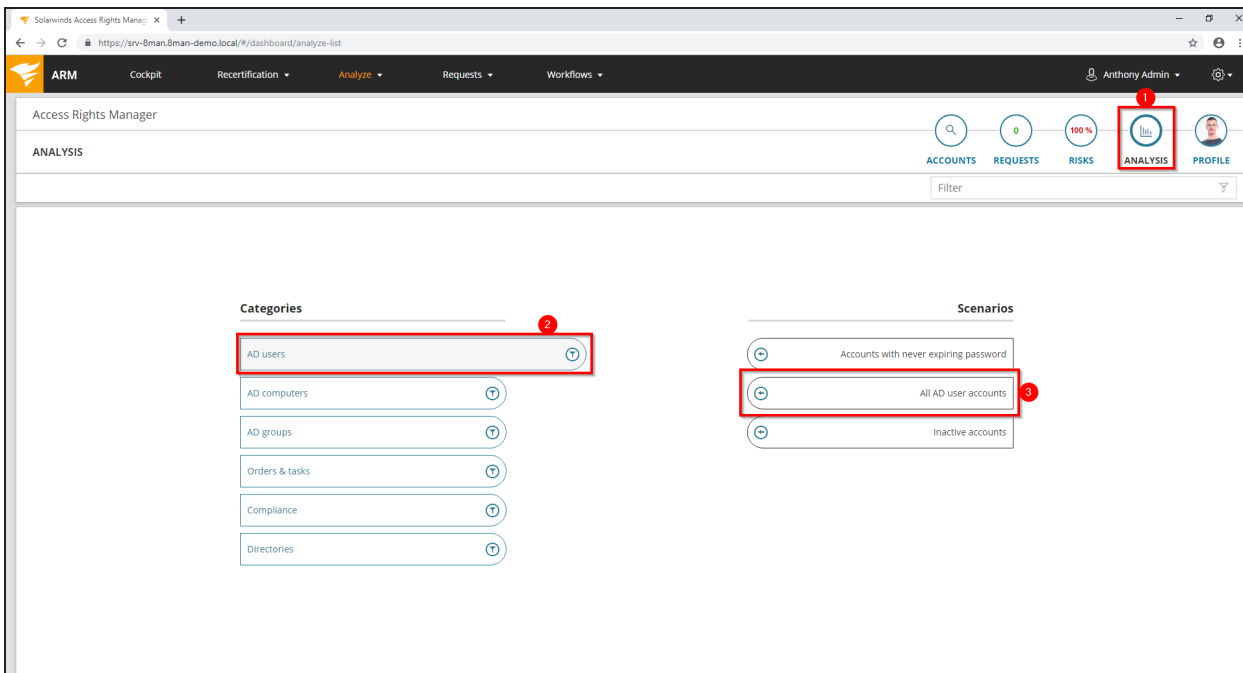 Solarwinds Access Rights Manag
https://srv-8man.8man-demo.local/#/dashboard/analyze-list
ARM Cockpit Recertification Analyze Requests Workflows Anthony Admin
1
Access Rights Manager
0 100 %
ANALYSIS
ACCOUNTS REQUESTS RISKS ANALYSIS PROFILE
Filter
Categories Scenarios
2
AD users Accounts with never expiring password
AD computers All AD user accounts 3
AD groups Inactive accounts
Orders & tasks
Compliance
Directories